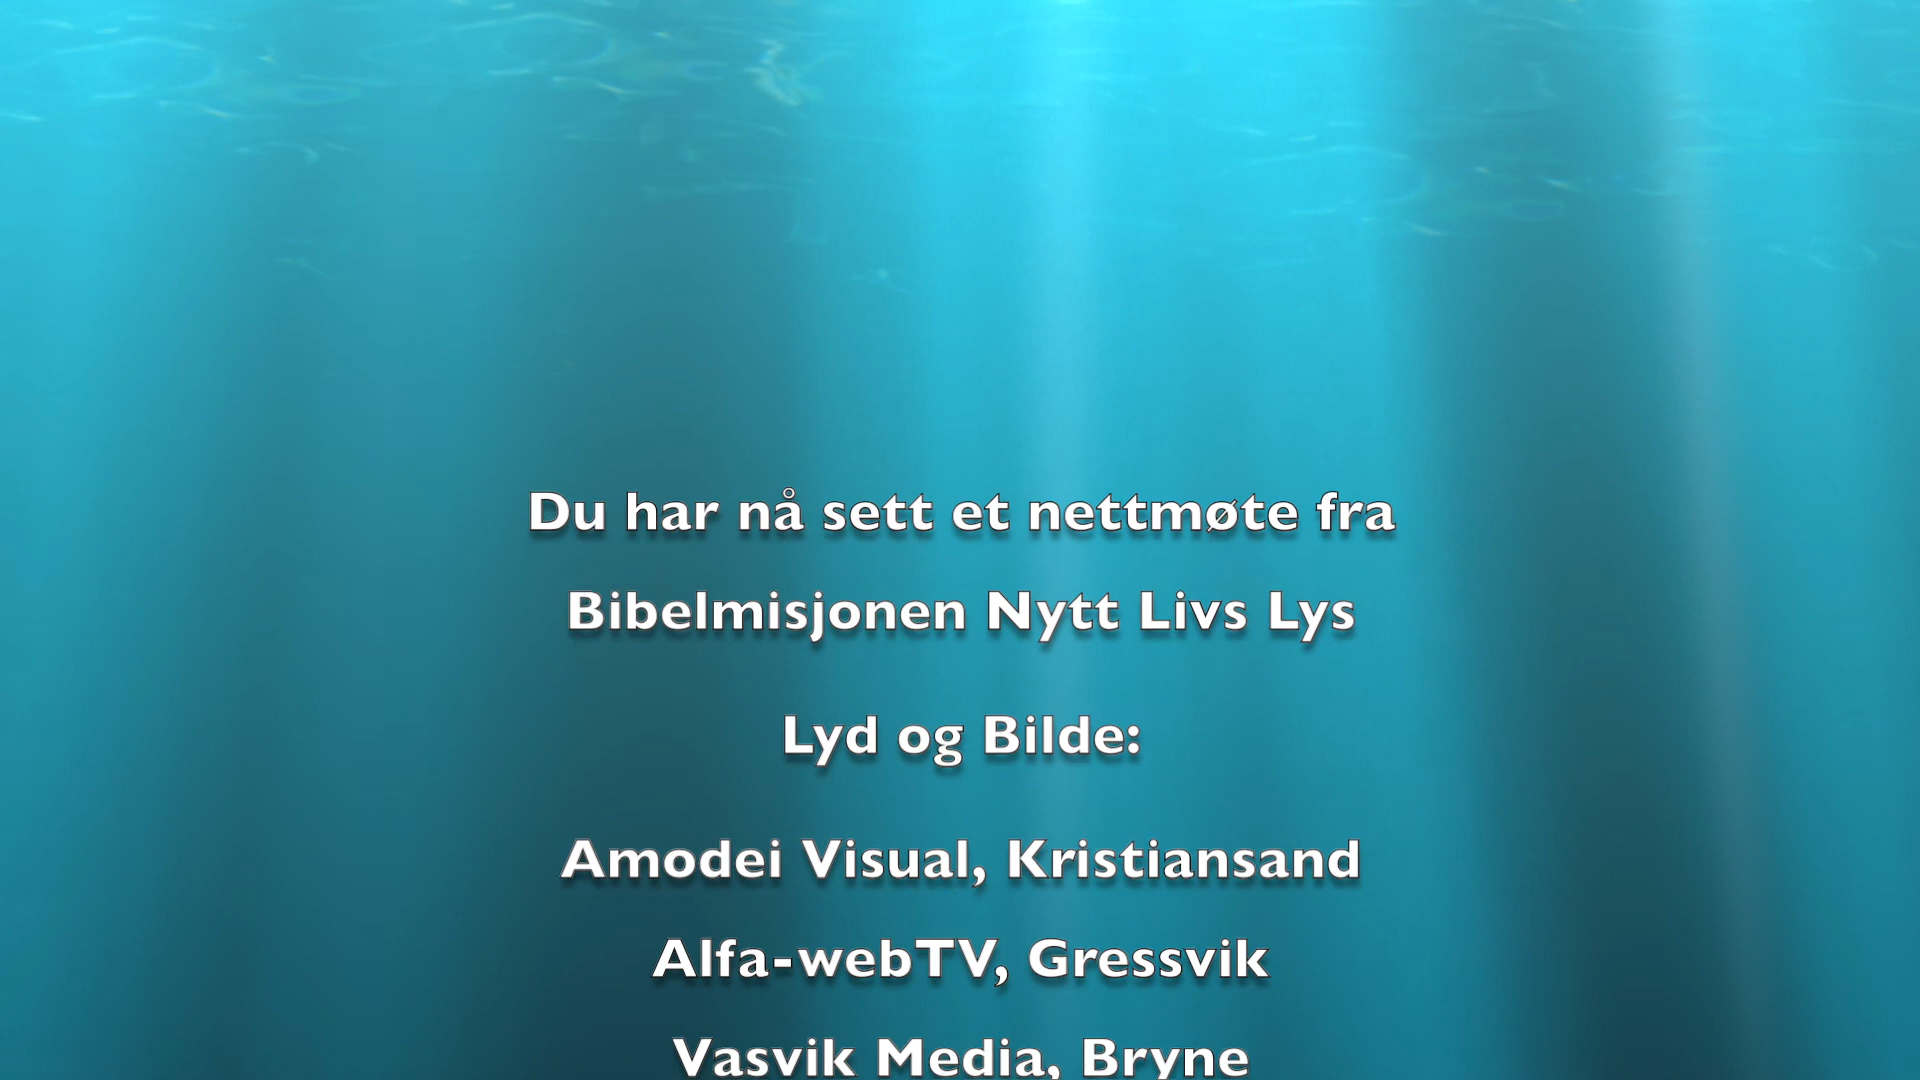 Du har nå sett et nettmøte fra
Bibelmisjonen Nytt Livs Lys
Lyd og Bilde:
Amodei Visual, Kristiansand
Alfa-webTV, Gressvik
Vasvik Media, Bryne